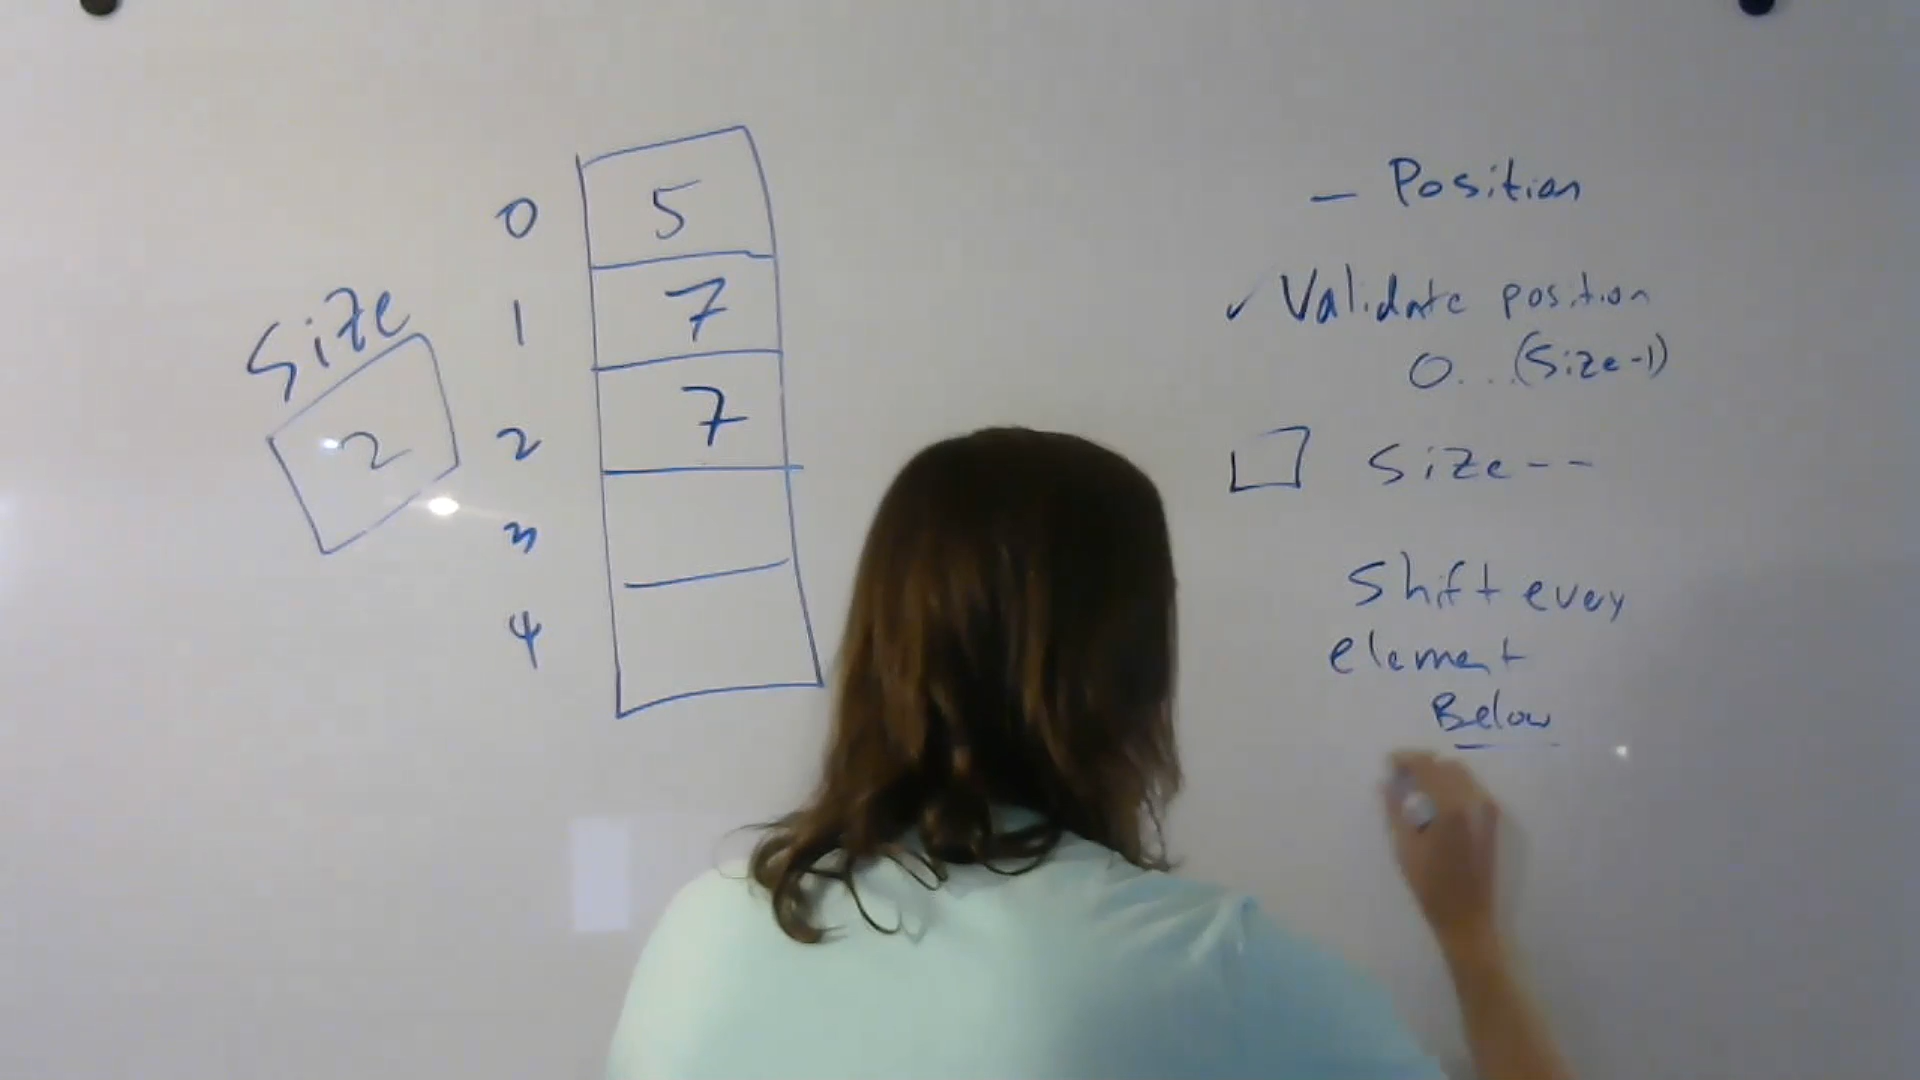 Size
2
0 5
1 7
2 7
3
4
- Position
✓ Validate position
0...(Size-1)
Size--
Shift every
element
Below